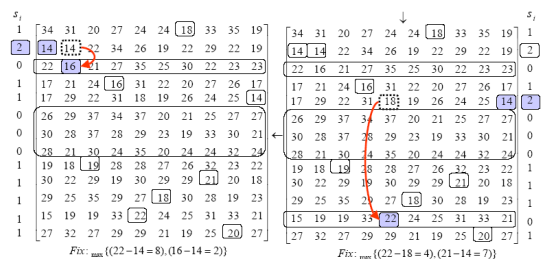 s_i
1 34 31 20 27 24 24 18 33 35 19
2 14 14 22 34 26 19 22 29 22 19
0 22 16 21 27 35 25 30 22 23 23
1 17 21 24 16 31 22 20 27 26 17
1 17 29 22 31 18 19 26 24 25 14
0 26 29 37 34 37 20 21 25 27 27
0 30 28 37 28 29 23 19 33 30 21
0 28 21 30 24 35 20 24 24 32 24
1 19 18 19 28 28 27 26 32 23 22
1 30 22 29 19 30 29 29 21 20 18
1 29 25 35 29 27 18 30 28 19 23
1 15 19 19 33 22 24 25 31 33 21
1 27 32 27 29 29 21 19 25 20 27
Fix: max{(22−14=8),(16−14=2)}
←
↓
s_i
34 31 20 27 24 24 18 33 35 19 1
14 14 22 34 26 19 22 29 22 19 2
22 16 21 27 35 25 30 22 23 23 0
17 21 24 16 31 22 20 27 26 17 1
17 29 22 31 18 19 26 24 25 14 2
26 29 37 34 37 20 21 25 27 27 0
30 28 37 28 29 23 19 33 30 21 0
28 21 30 24 35 20 24 24 32 24 0
19 18 19 28 28 27 26 32 23 22 1
30 22 29 19 30 29 29 21 20 18 1
29 25 35 29 27 18 30 28 19 23 1
15 19 19 33 22 24 25 31 33 21 0
27 32 27 29 29 21 19 25 20 27 1
Fix: max{(22−18=4),(21−14=7)}